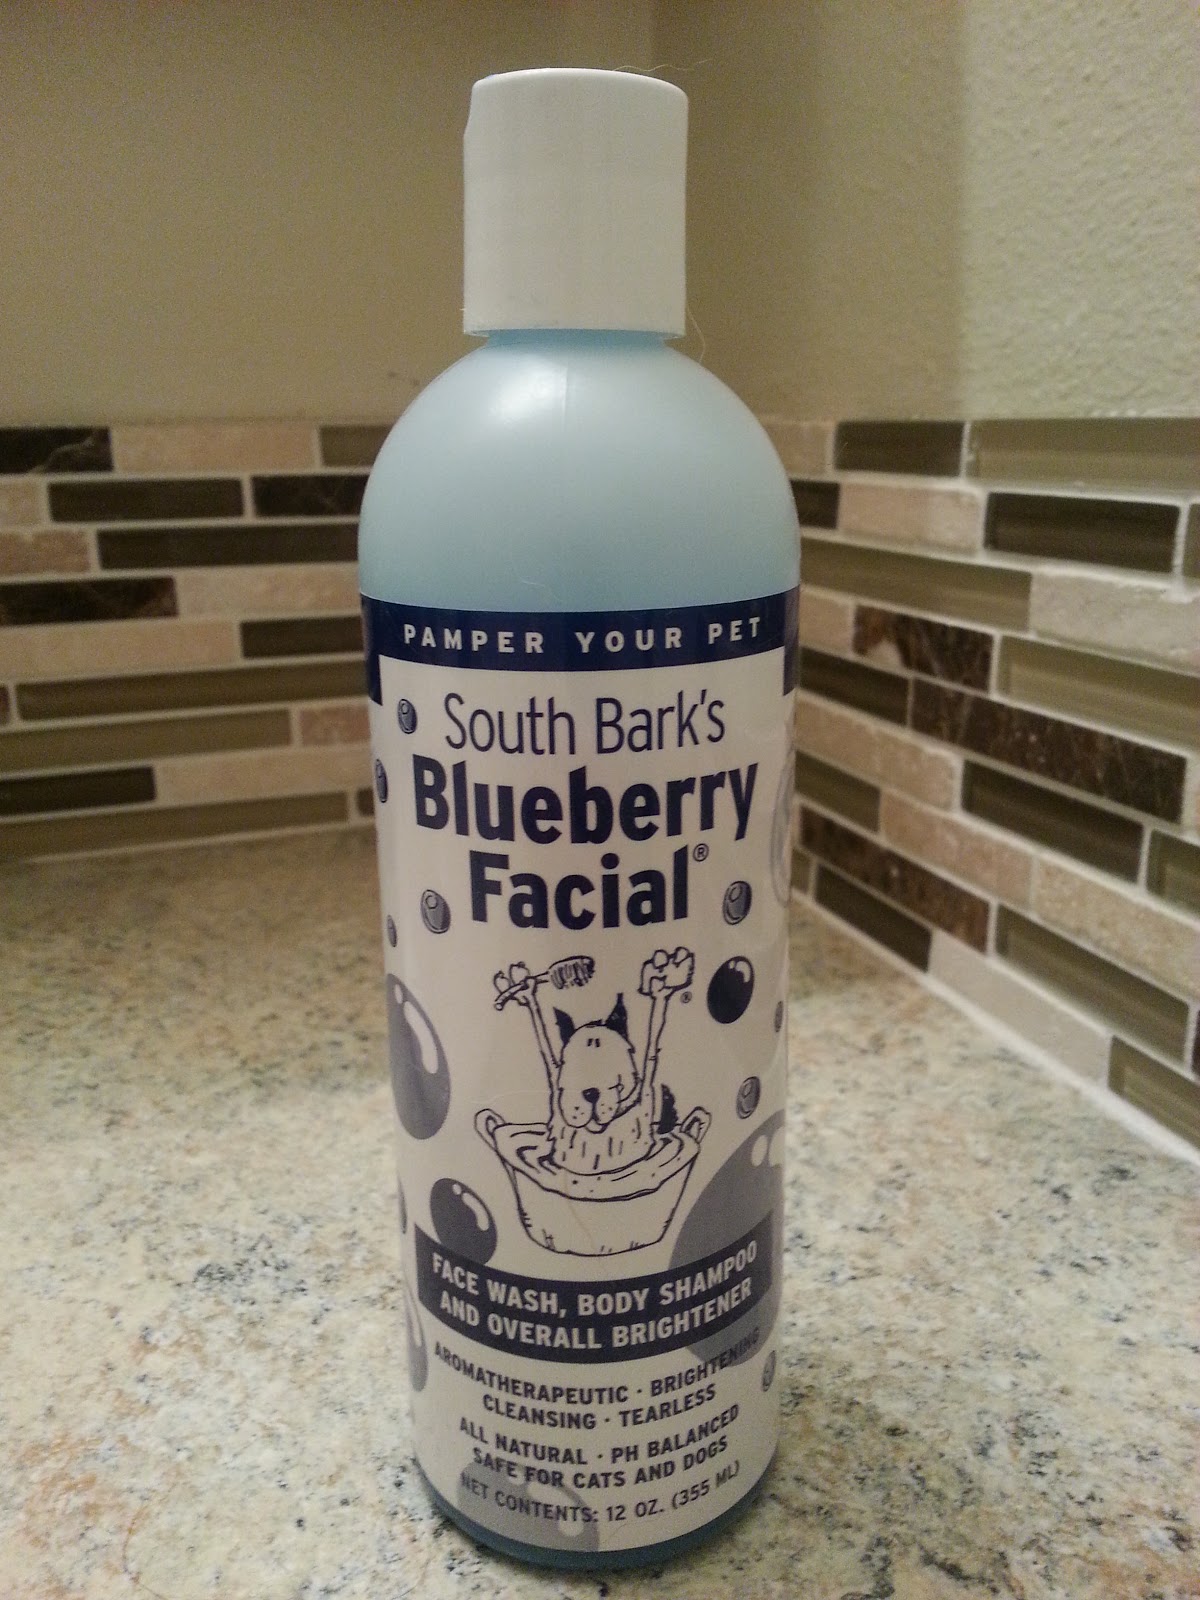 PAMPER YOUR PET
South Bark's
Blueberry
Facial®
®
FACE WASH, BODY SHAMPOO
AND OVERALL BRIGHTENER
AROMATHERAPEUTIC · BRIGHTENING
CLEANSING · TEARLESS
ALL NATURAL · PH BALANCED
SAFE FOR CATS AND DOGS
NET CONTENTS: 12 OZ. (355 ML)